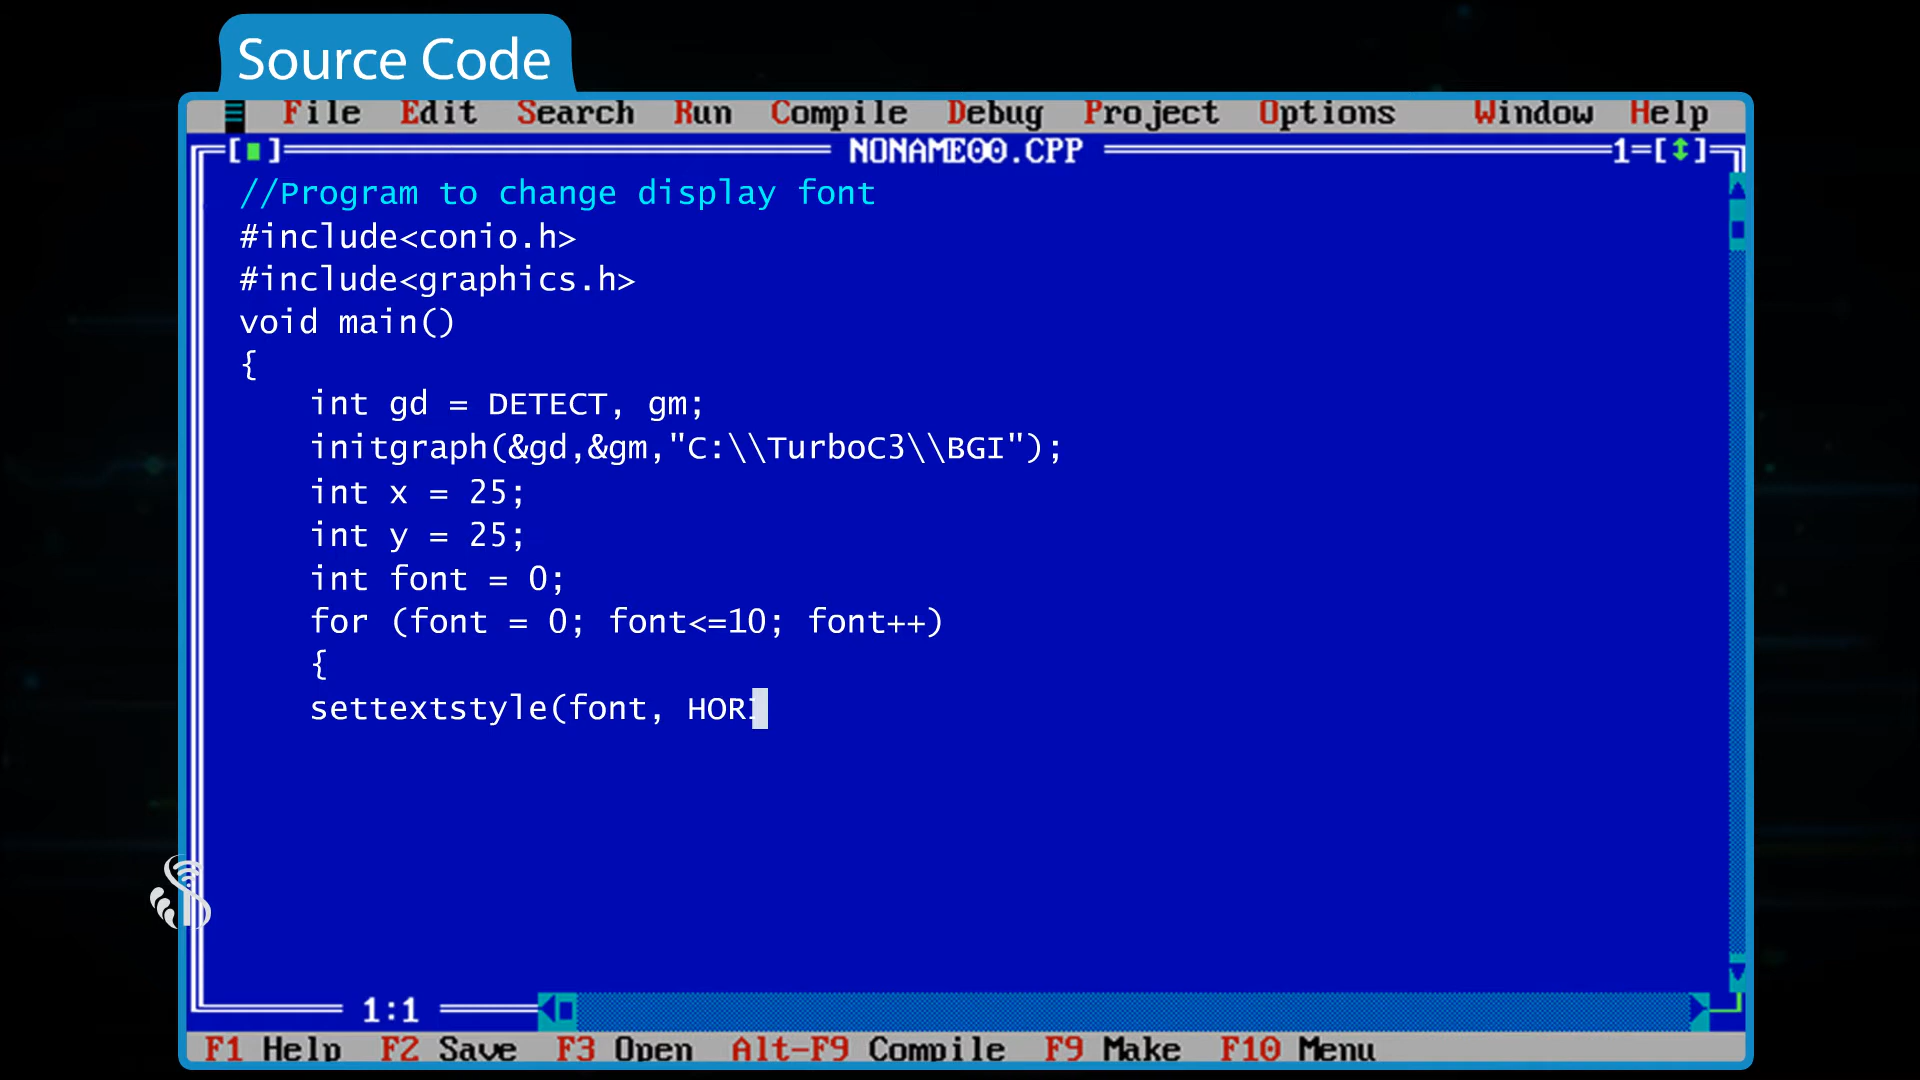 Source Code
File Edit Search Run Compile Debug Project Options Window Help
NONAME00.CPP 1=[↕]
//Program to change display font
#include<conio.h>
#include<graphics.h>
void main()
{
int gd = DETECT, gm;
initgraph(&gd,&gm,"C:\\TurboC3\\BGI");
int x = 25;
int y = 25;
int font = 0;
for (font = 0; font<=10; font++)
{
settextstyle(font, HORI
1:1
F1 Help F2 Save F3 Open Alt-F9 Compile F9 Make F10 Menu